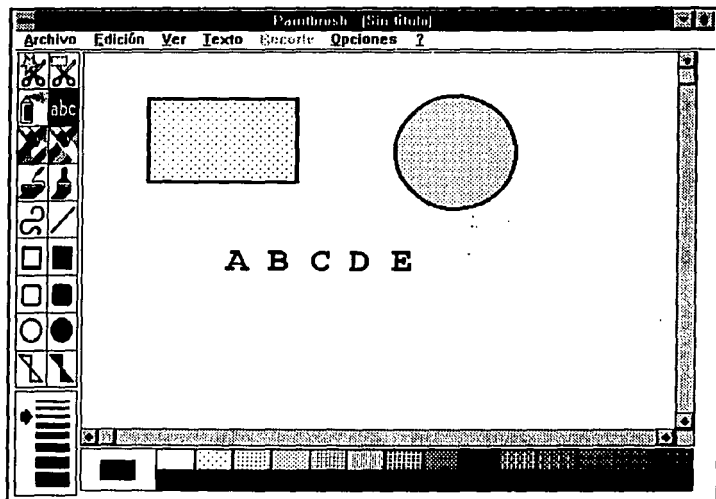 Paintbrush - (Sin título)
Archivo Edición Ver Texto Recorte Opciones ?
abc
A B C D E